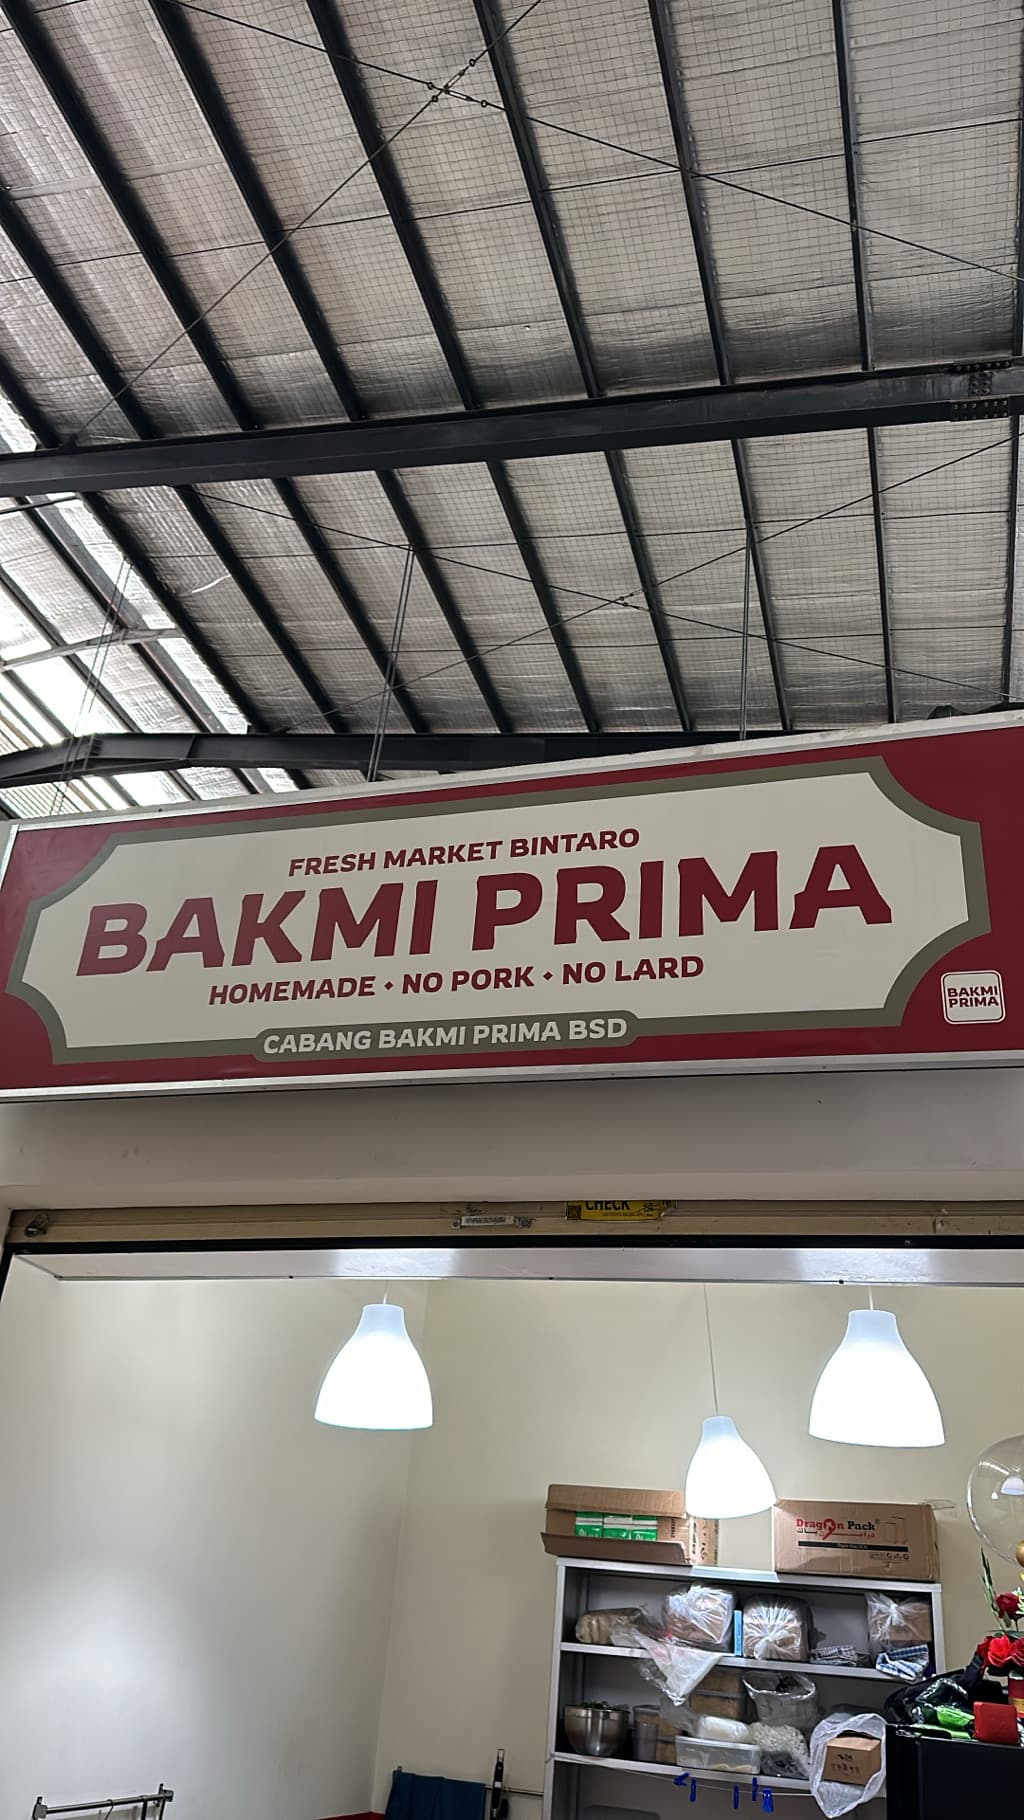 FRESH MARKET BINTARO
BAKMI PRIMA
HOMEMADE • NO PORK • NO LARD
CABANG BAKMI PRIMA BSD
BAKMI
PRIMA
CHECK
Dragon Pack